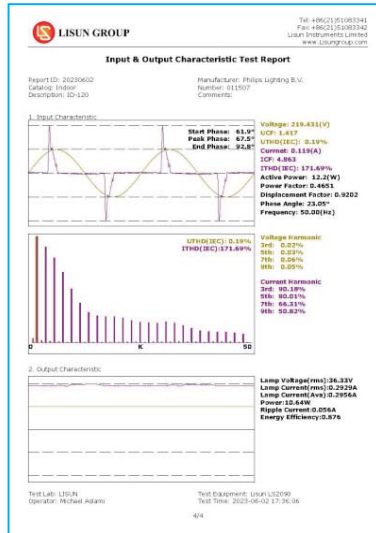 LISUN GROUP
Tel: +86(21)51083341
Fax: +86(21)51083342
Lisun Instruments Limited
www.Lisungroup.com
Input & Output Characteristic Test Report
Report ID: 20230602
Manufacturer: Philips Lighting B.V.
Catalog: Indoor
Number: 011507
Description: ID-120
Comments:
1. Input Characteristic
Start Phase: 61.9°
Peak Phase: 67.5°
End Phase: 92.8°
Voltage: 219.431(V)
UCF: 1.417
UTHD(IEC): 0.19%
Current: 0.119(A)
ICF: 4.863
ITHD(IEC): 171.69%
Active Power: 12.2(W)
Power Factor: 0.4651
Displacement Factor: 0.9202
Phase Angle: 23.05°
Frequency: 50.00(Hz)
UTHD(IEC):0.19%
ITHD(IEC):171.69%
0
K
50
Voltage Harmonic
3rd: 0.02%
5th: 0.03%
7th: 0.06%
9th: 0.05%
Current Harmonic
3rd: 90.18%
5th: 80.01%
7th: 66.31%
9th: 50.82%
2. Output Characteristic
Lamp Voltage(rms):36.33V
Lamp Current(rms):0.2929A
Lamp Current(Ave):0.2956A
Power:10.64W
Ripple Current:0.056A
Energy Efficiency:0.876
Test Lab: LISUN
Test Equipment: Lisun LS2090
Operator: Michael Aslami
Test Time: 2023-06-02 17:36:06
4/4